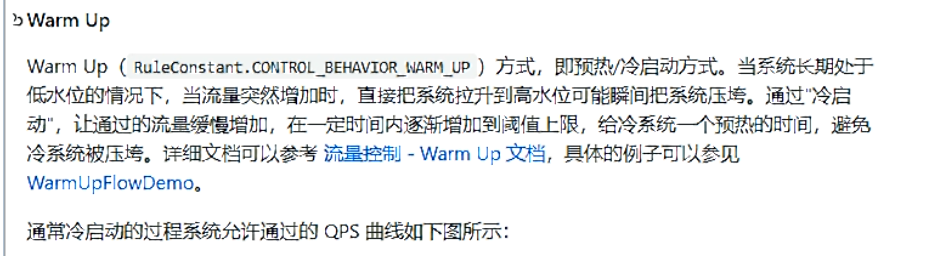 Warm Up
Warm Up（RuleConstant.CONTROL_BEHAVIOR_WARM_UP）方式，即预热/冷启动方式。当系统长期处于
低水位的情况下，当流量突然增加时，直接把系统拉升到高水位可能瞬间把系统压垮。通过"冷启
动"，让通过的流量缓慢增加，在一定时间内逐渐增加到阈值上限，给冷系统一个预热的时间，避免
冷系统被压垮。详细文档可以参考 流量控制 - Warm Up 文档，具体的例子可以参见
WarmUpFlowDemo。
通常冷启动的过程系统允许通过的 QPS 曲线如下图所示：